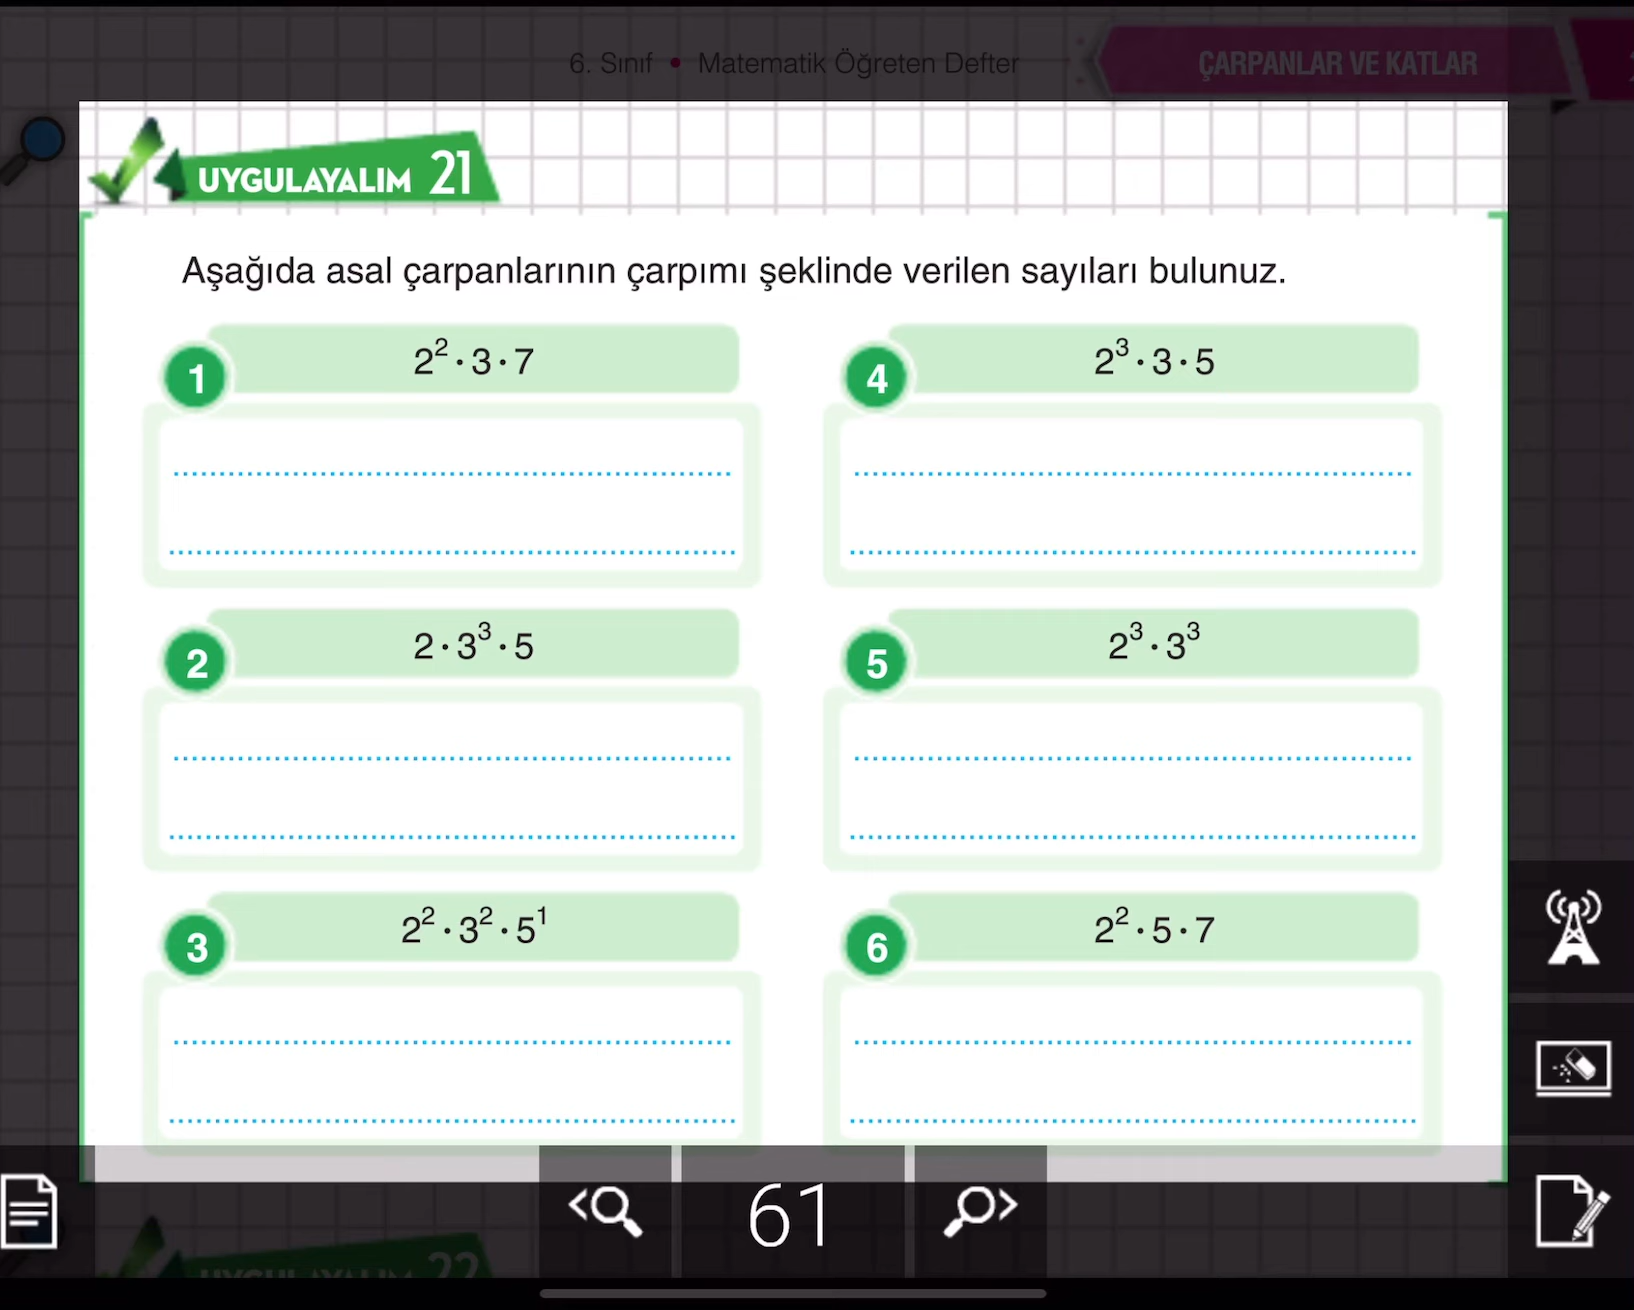 6. Sınıf • Matematik Öğreten Defter
ÇARPANLAR VE KATLAR
UYGULAYALIM 21
Aşağıda asal çarpanlarının çarpımı şeklinde verilen sayıları bulunuz.
1
2² · 3 · 7
4
2³ · 3 · 5
2
2 · 3³ · 5
5
2³ · 3³
3
2² · 3² · 5¹
6
2² · 5 · 7
61
UYGULAYALIM 22